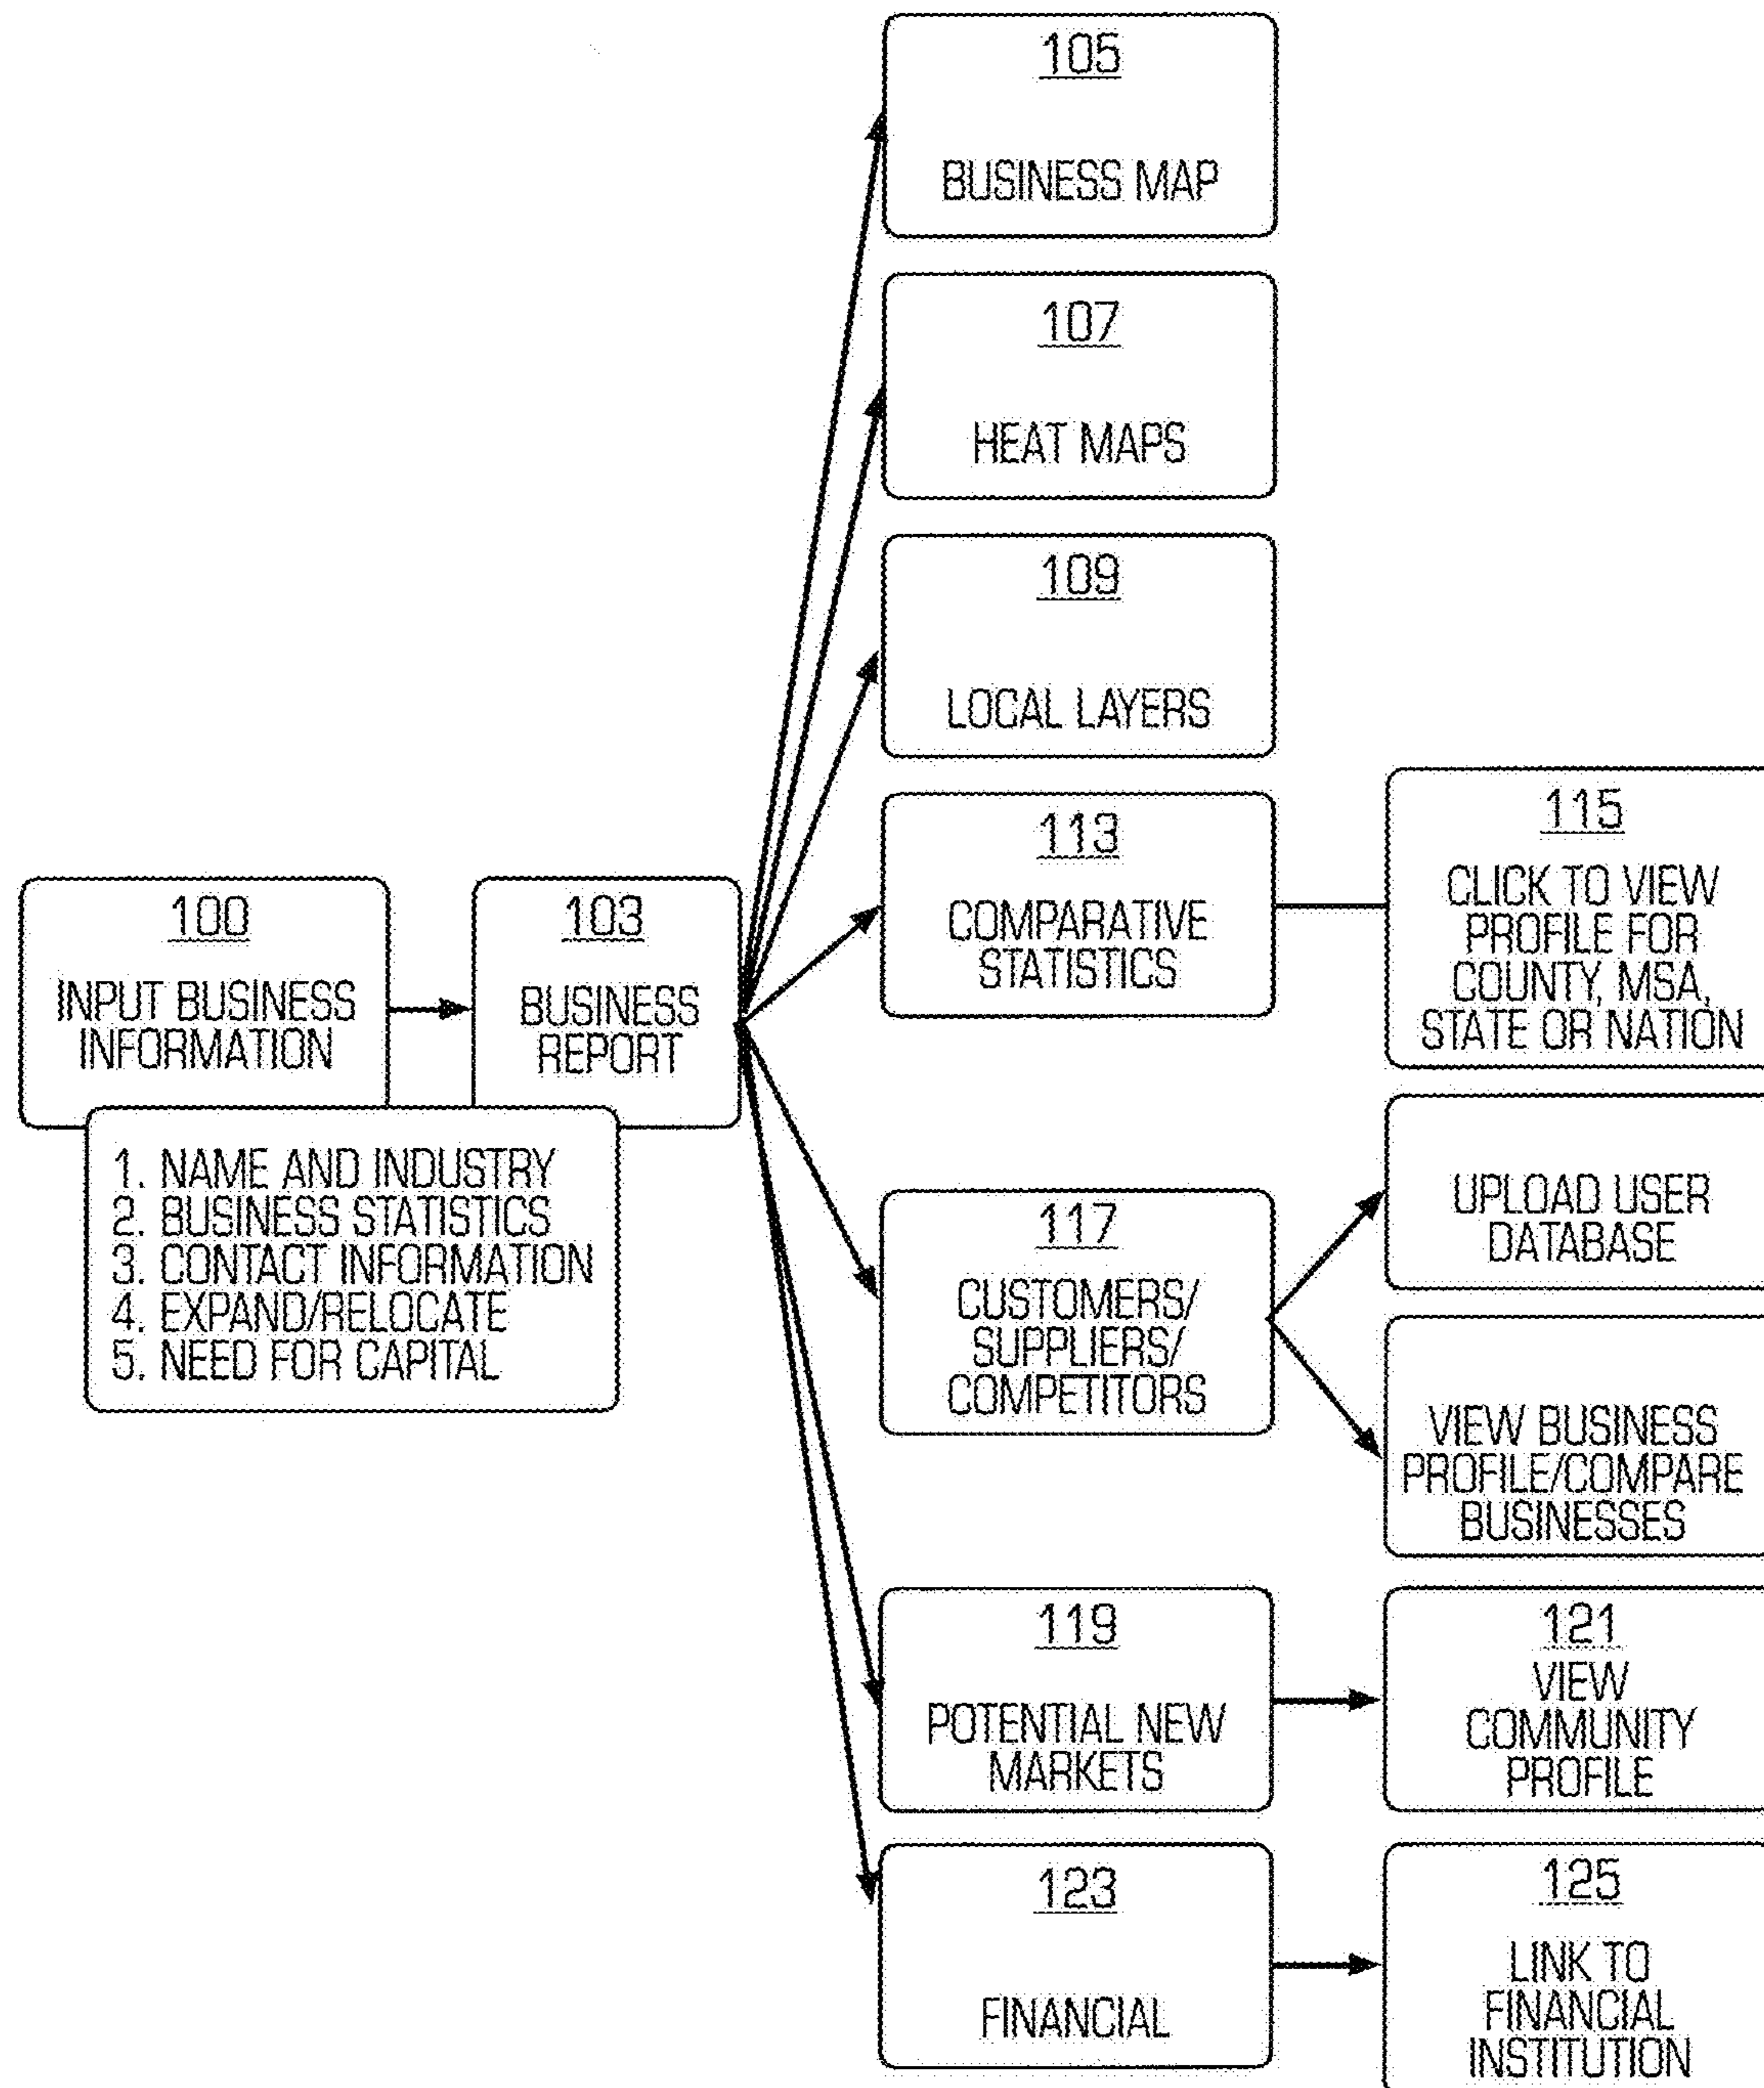 105
BUSINESS MAP
107
HEAT MAPS
109
LOCAL LAYERS
113
COMPARATIVE
STATISTICS
115
CLICK TO VIEW
PROFILE FOR
COUNTY, MSA,
STATE OR NATION
100
INPUT BUSINESS
INFORMATION
103
BUSINESS
REPORT
1. NAME AND INDUSTRY
2. BUSINESS STATISTICS
3. CONTACT INFORMATION
4. EXPAND/RELOCATE
5. NEED FOR CAPITAL
117
CUSTOMERS/
SUPPLIERS/
COMPETITORS
UPLOAD USER
DATABASE
VIEW BUSINESS
PROFILE/COMPARE
BUSINESSES
119
POTENTIAL NEW
MARKETS
121
VIEW
COMMUNITY
PROFILE
123
FINANCIAL
125
LINK TO
FINANCIAL
INSTITUTION